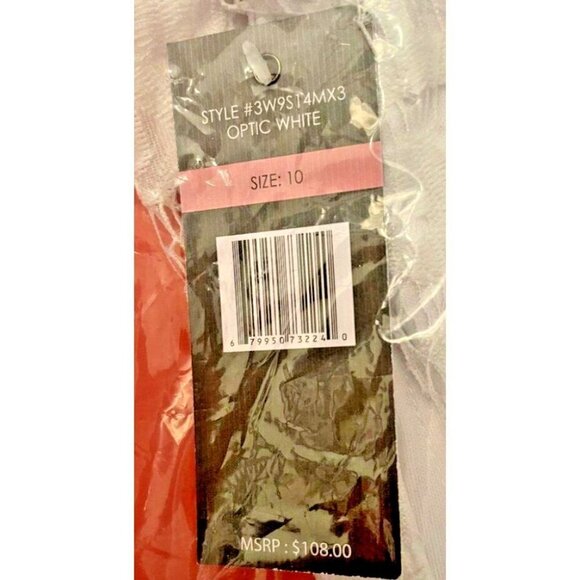 STYLE #3W9S14MX3
OPTIC WHITE
SIZE: 10
6 79950 73224 0
MSRP : $108.00